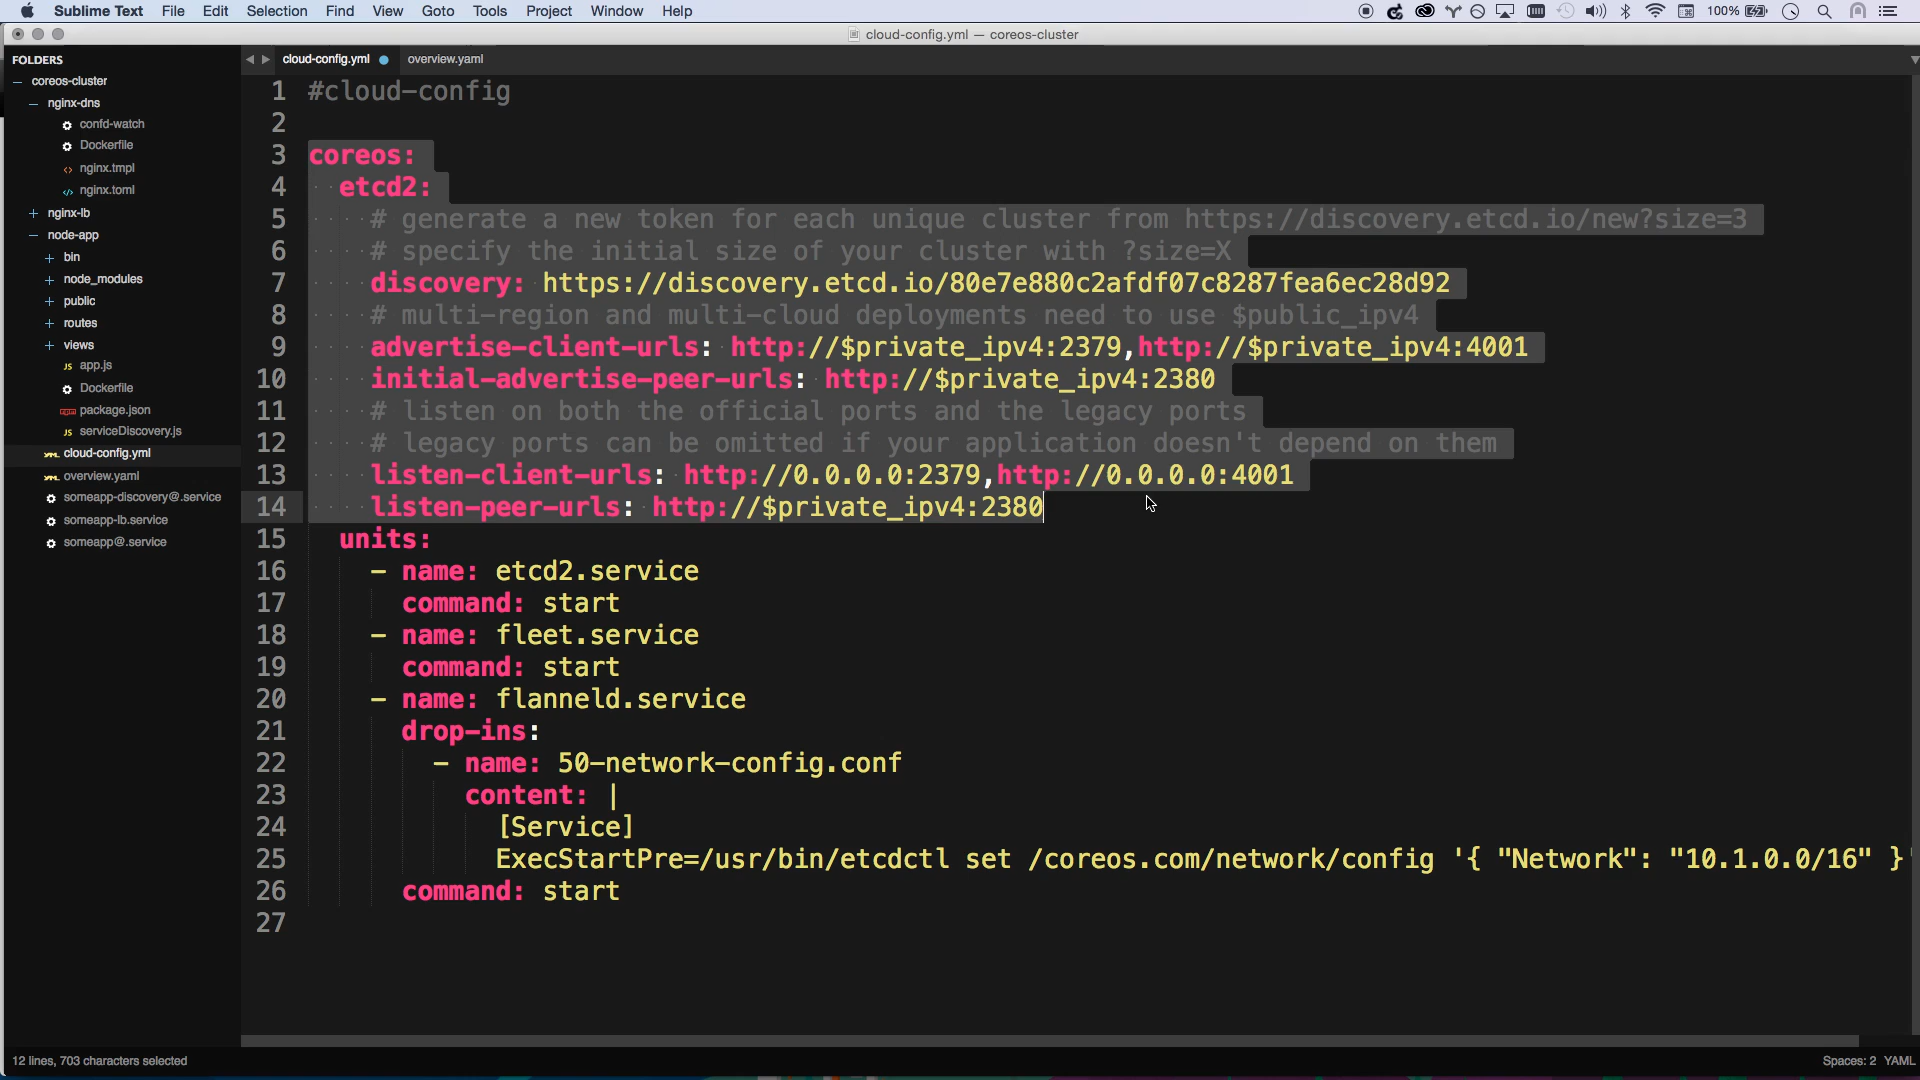 Sublime Text File Edit Selection Find View Goto Tools Project Window Help 100%
cloud-config.yml — coreos-cluster
FOLDERS
coreos-cluster
nginx-dns
confd-watch
Dockerfile
nginx.tmpl
nginx.toml
nginx-lb
node-app
bin
node_modules
public
routes
views
app.js
Dockerfile
package.json
serviceDiscovery.js
cloud-config.yml
overview.yaml
someapp-discovery@.service
someapp-lb.service
someapp@.service
cloud-config.yml overview.yaml
1 #cloud-config
2
3 coreos:
4 etcd2:
5 # generate a new token for each unique cluster from https://discovery.etcd.io/new?size=3
6 # specify the initial size of your cluster with ?size=X
7 discovery: https://discovery.etcd.io/80e7e880c2afdf07c8287fea6ec28d92
8 # multi-region and multi-cloud deployments need to use $public_ipv4
9 advertise-client-urls: http://$private_ipv4:2379,http://$private_ipv4:4001
10 initial-advertise-peer-urls: http://$private_ipv4:2380
11 # listen on both the official ports and the legacy ports
12 # legacy ports can be omitted if your application doesn't depend on them
13 listen-client-urls: http://0.0.0.0:2379,http://0.0.0.0:4001
14 listen-peer-urls: http://$private_ipv4:2380
15 units:
16 - name: etcd2.service
17 command: start
18 - name: fleet.service
19 command: start
20 - name: flanneld.service
21 drop-ins:
22 - name: 50-network-config.conf
23 content: |
24 [Service]
25 ExecStartPre=/usr/bin/etcdctl set /coreos.com/network/config '{ "Network": "10.1.0.0/16" }'
26 command: start
27
12 lines, 703 characters selected
Spaces: 2 YAML